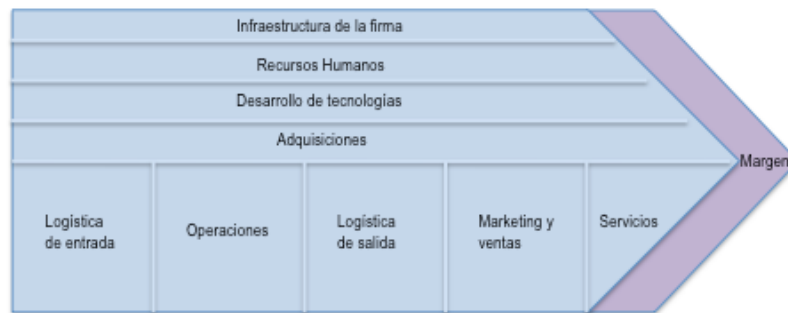 Infraestructura de la firma
Recursos Humanos
Desarrollo de tecnologías
Adquisiciones
Margen
Logística
de entrada
Operaciones
Logística
de salida
Marketing y
ventas
Servicios